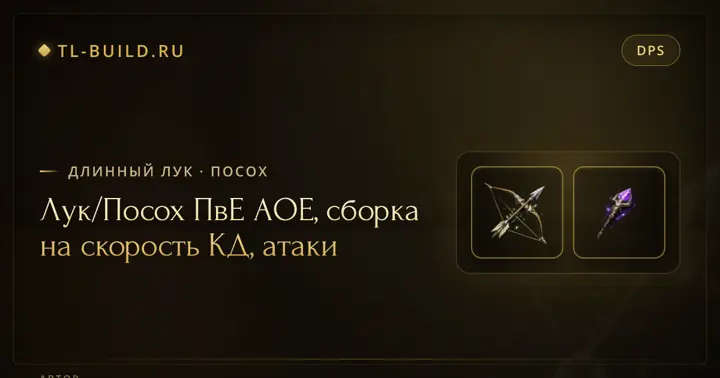 TL-BUILD.RU
DPS
ДЛИННЫЙ ЛУК · ПОСОХ
Лук/Посох ПвЕ АОЕ, сборка
на скорость КД, атаки